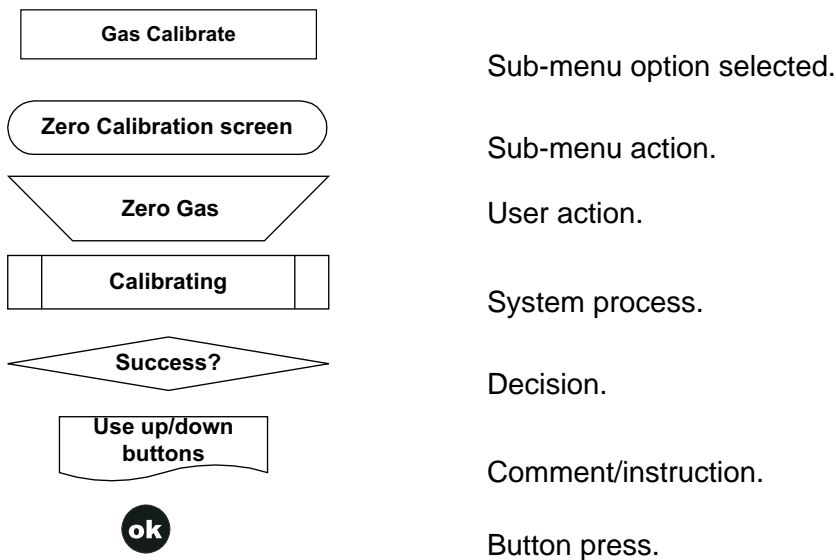 Gas Calibrate
Sub-menu option selected.
Zero Calibration screen
Sub-menu action.
Zero Gas
User action.
Calibrating
System process.
Success?
Decision.
Use up/down
buttons
Comment/instruction.
ok
Button press.